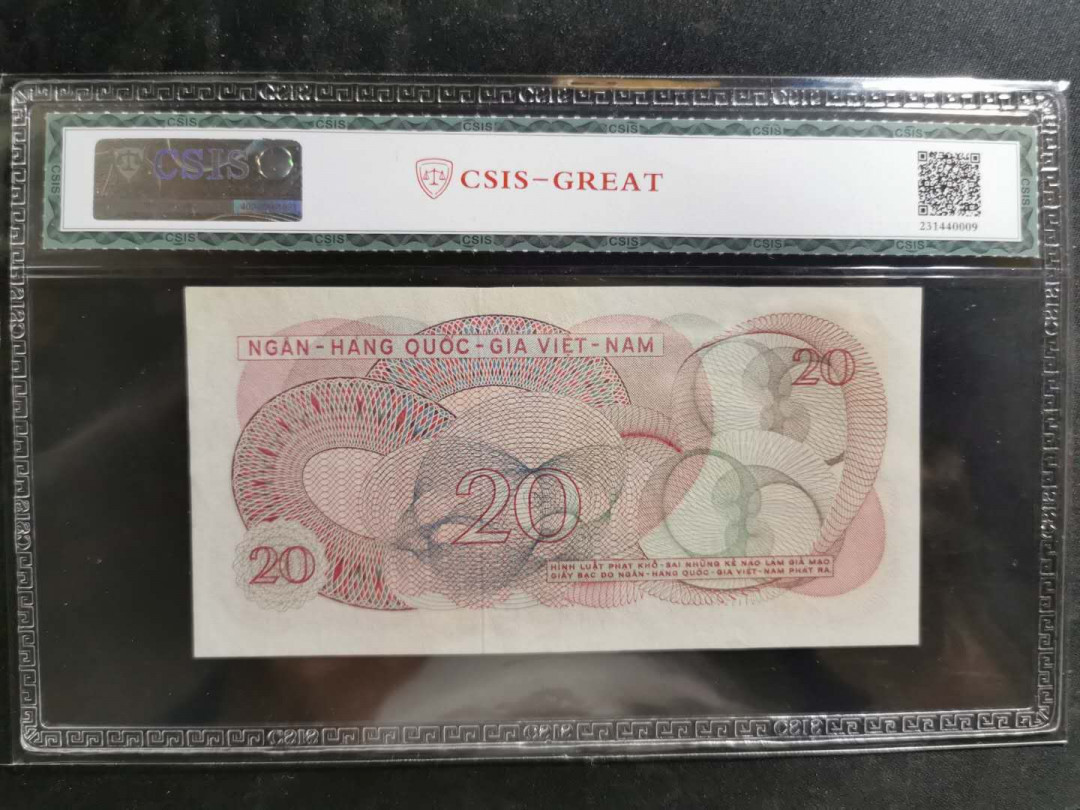 CSIS
CSIS-GREAT
231440009
NGÂN-HÀNG QUỐC-GIA VIỆT-NAM
20
20
20
HÌNH LUẬT PHẠT KHỔ-SAI NHỮNG KẺ NÀO LÀM GIẢ MẠO
GIẤY BẠC DO NGÂN-HÀNG QUỐC-GIA VIỆT-NAM PHÁT RA